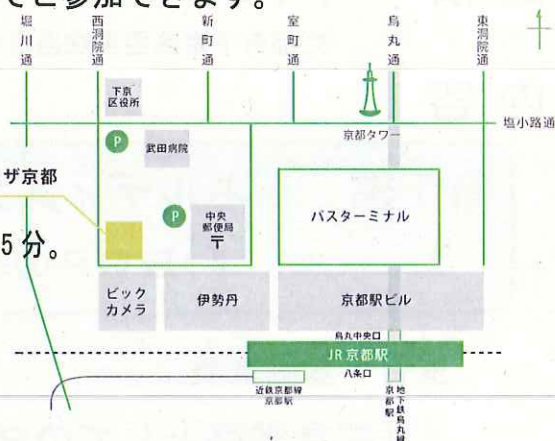 でご参加できます。
堀川通
西洞院通
新町通
室町通
烏丸通
東洞院通
下京
区役所
塩小路通
京都タワー
P
武田病院
ザ京都
P
中央
郵便局
〒
バスターミナル
5分。
ビック
カメラ
伊勢丹
京都駅ビル
烏丸中央口
JR京都駅
八条口
近鉄京都線
京都駅
地下鉄烏丸線
京都駅